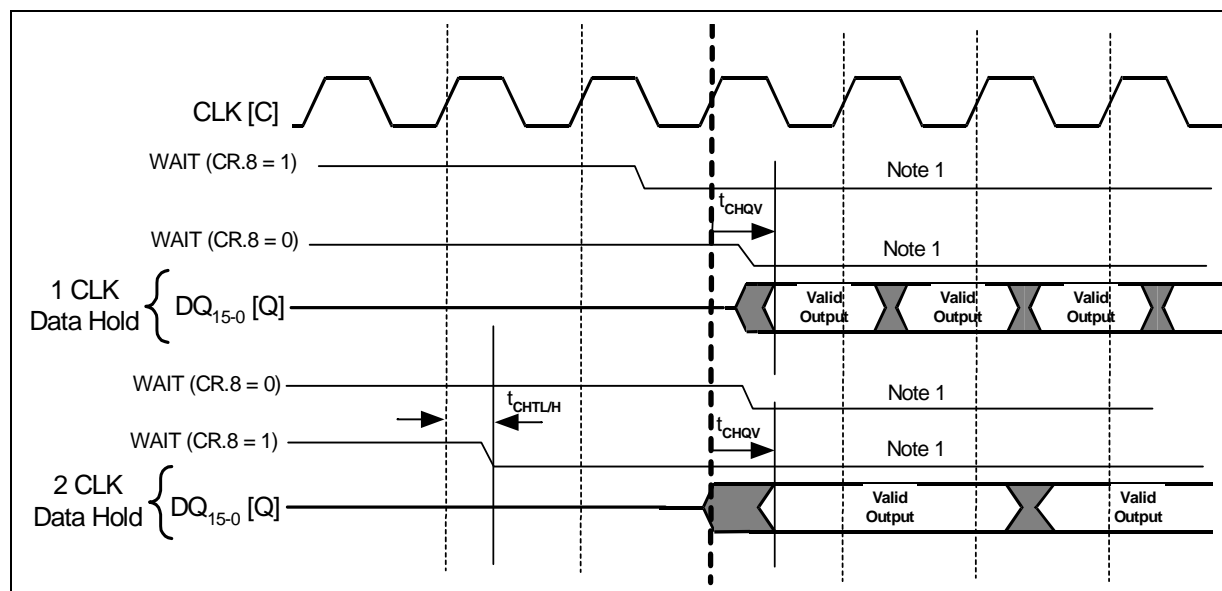 CLK [C]
WAIT (CR.8 = 1)
Note 1
tCHQV
WAIT (CR.8 = 0)
Note 1
1 CLK
Data Hold
DQ15-0 [Q]
Valid
Output
Valid
Output
Valid
Output
WAIT (CR.8 = 0)
Note 1
tCHTL/H
tCHQV
WAIT (CR.8 = 1)
Note 1
2 CLK
Data Hold
DQ15-0 [Q]
Valid
Output
Valid
Output